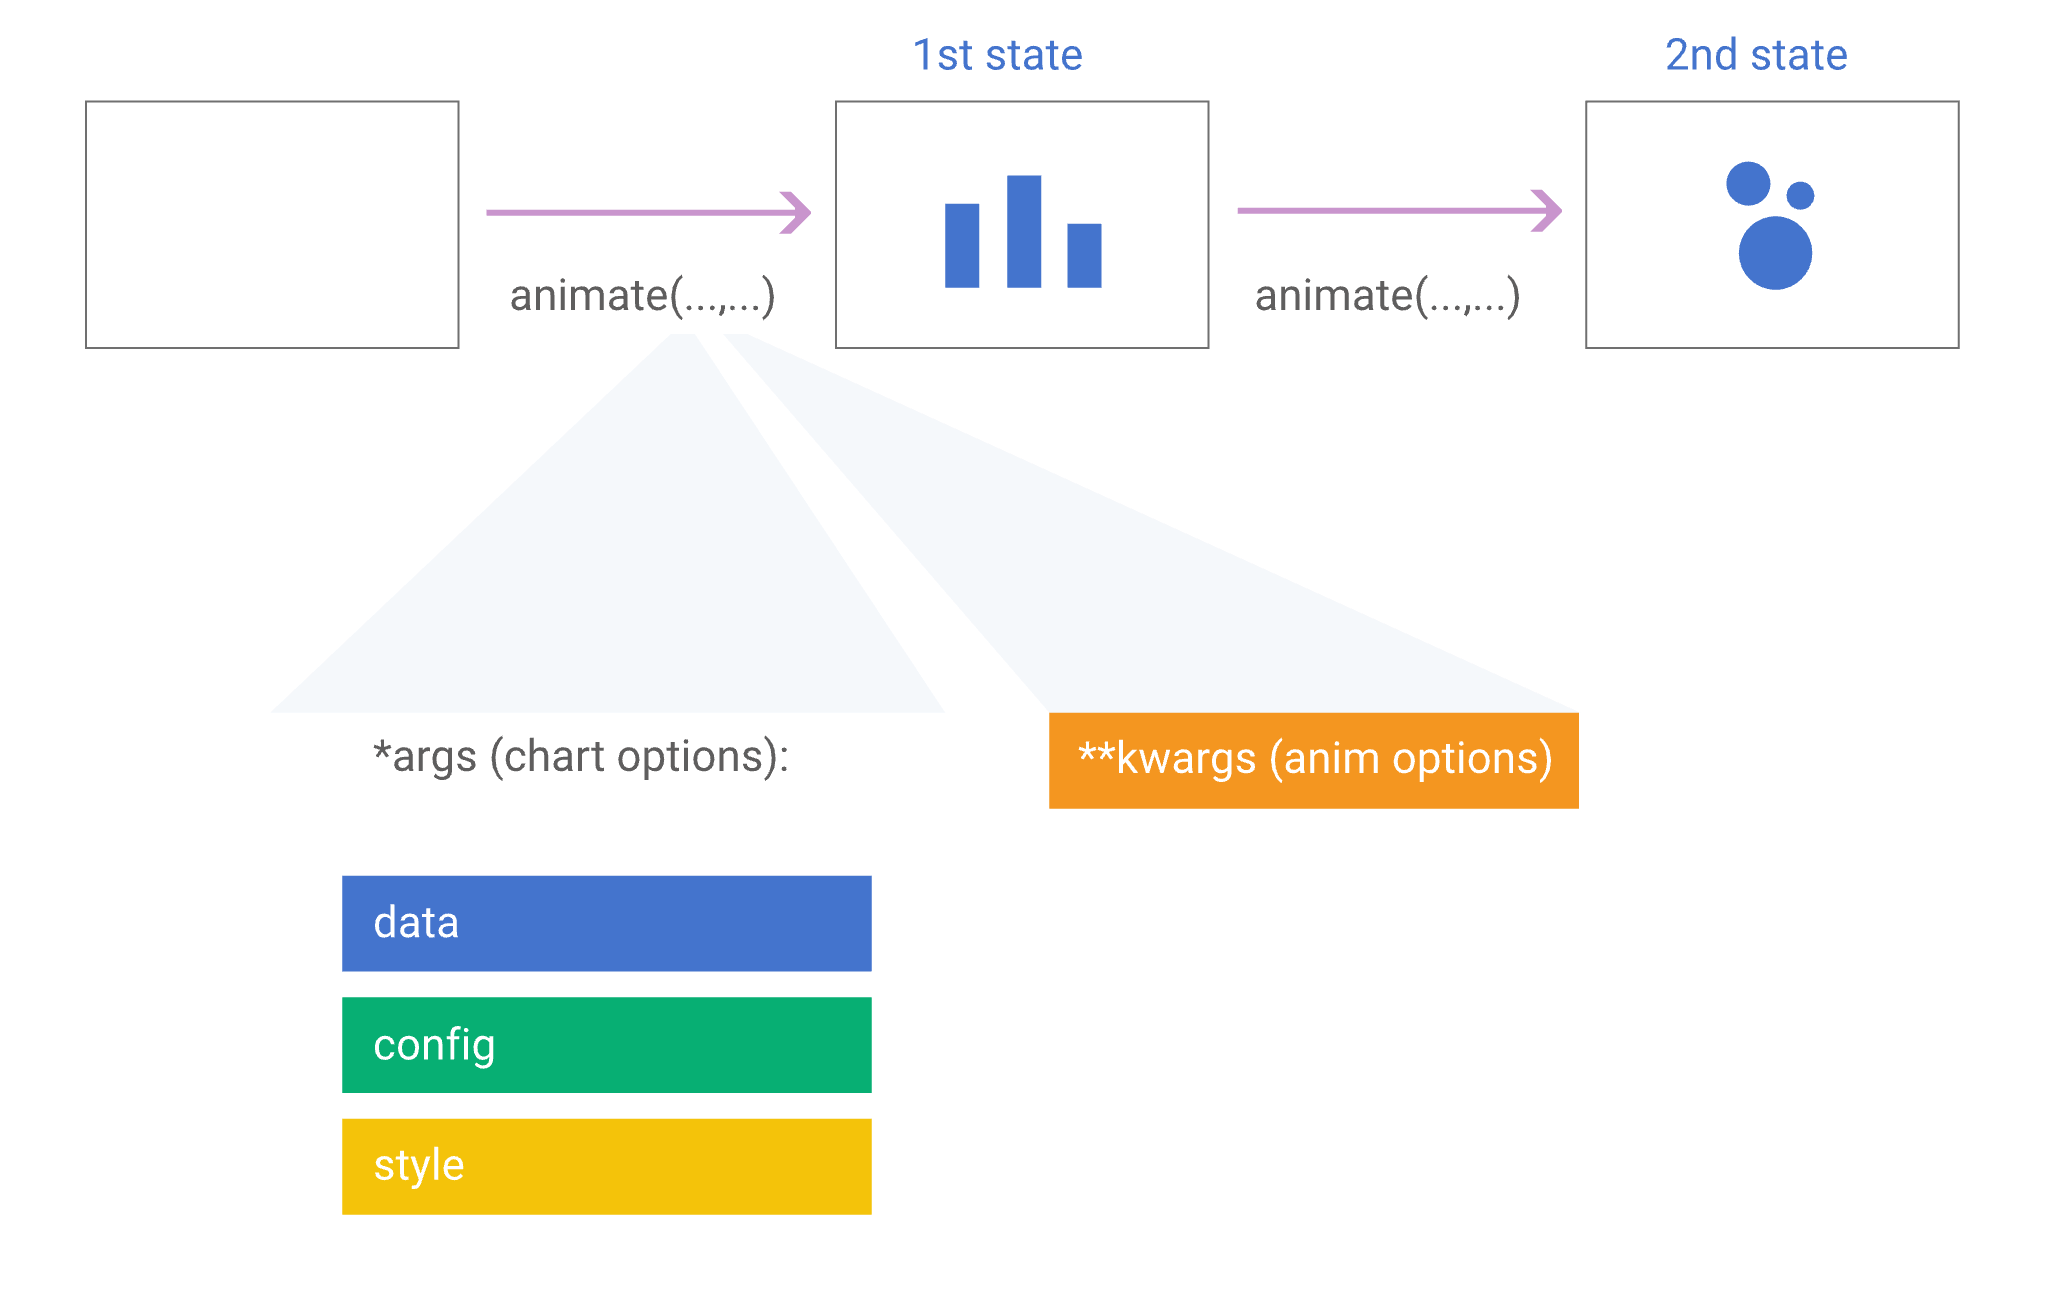 1st state
2nd state
animate(...,...)
animate(...,...)
*args (chart options):
**kwargs (anim options)
data
config
style